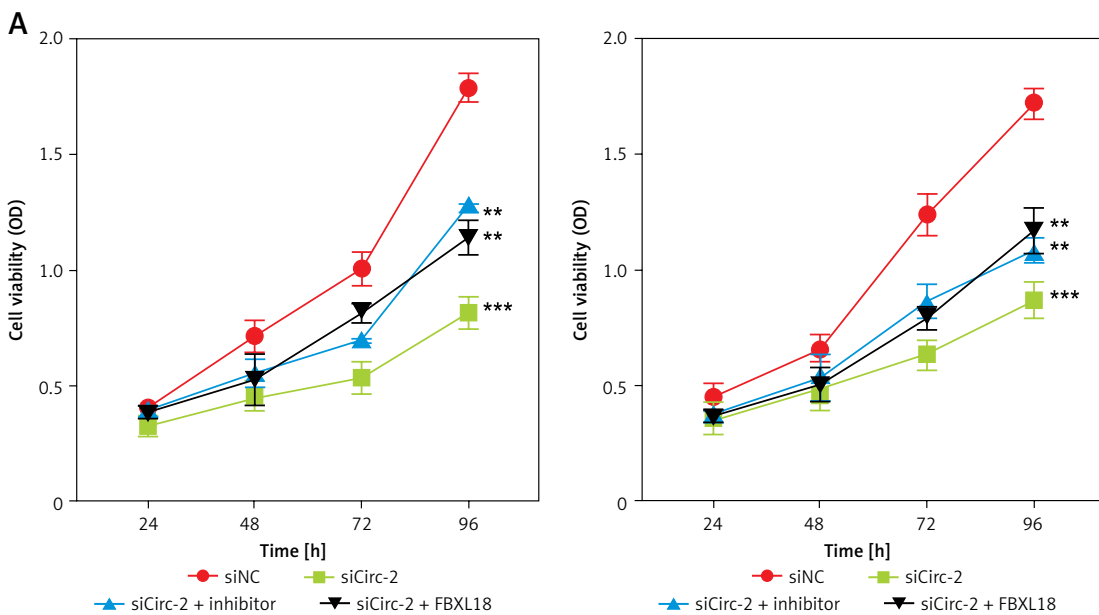 A
Cell viability (OD)
2.0
1.5
1.0
0.5
0
24 48 72 96
Time [h]
**
**
***
siNC siCirc-2
siCirc-2 + inhibitor siCirc-2 + FBXL18
Cell viability (OD)
2.0
1.5
1.0
0.5
0
24 48 72 96
Time [h]
**
**
***
siNC siCirc-2
siCirc-2 + inhibitor siCirc-2 + FBXL18